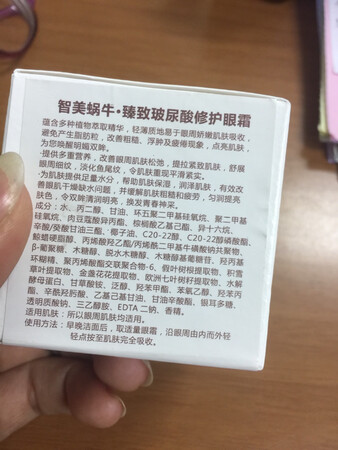 智美蜗牛·臻致玻尿酸修护眼霜
蕴含多种植物萃取精华，轻薄质地易于眼周娇嫩肌肤吸收，
避免产生脂肪粒，改善粗糙、浮肿及疲倦现象，点亮肌肤，
为您唤醒明媚双眸。
·提供多重营养，改善眼周肌肤松弛，提拉紧致肌肤，舒展
眼周细纹，淡化鱼尾纹，令肌肤重现平滑紧实。
·为肌肤提供足量水分，帮助肌肤保湿，润泽肌肤，有效改
善眼肌干燥缺水问题，并缓解肌肤粗糙和疲劳，与匀润肤
色，令双眸清润明亮，焕发青春神采。
成分：水、丙二醇、甘油、环五聚二甲基硅氧烷、聚二甲基
硅氧烷、肉豆蔻酸异丙酯、棕榈酸乙基己酯、异十六烷、
辛酸/癸酸甘油三酯、椰子油、C20-22醇、C20-22醇磷酸酯、
鲸蜡硬脂醇、丙烯酸羟乙酯/丙烯酰二甲基牛磺酸钠共聚物、
β-葡聚糖、木糖醇、脱水木糖醇、木糖醇基葡糖苷、羟丙基
环糊精、聚丙烯酸酯交联聚合物-6、假叶树根提取物、积雪
草叶提取物、金盏花花提取物、欧洲七叶树籽提取物、水解
酵母蛋白、甘草酸铵、泛醇、羟苯甲酯、苯氧乙醇、羟苯丙
酯、辛酰羟肟酸、乙基己基甘油、甘油辛酸酯、银耳多糖、
透明质酸钠、三乙醇胺、EDTA 二钠、香精。
适用肌肤：所以眼周肌肤均适用。
使用方法：早晚洁面后，取适量眼霜，沿眼周由内而外轻
轻点按至肌肤完全吸收。